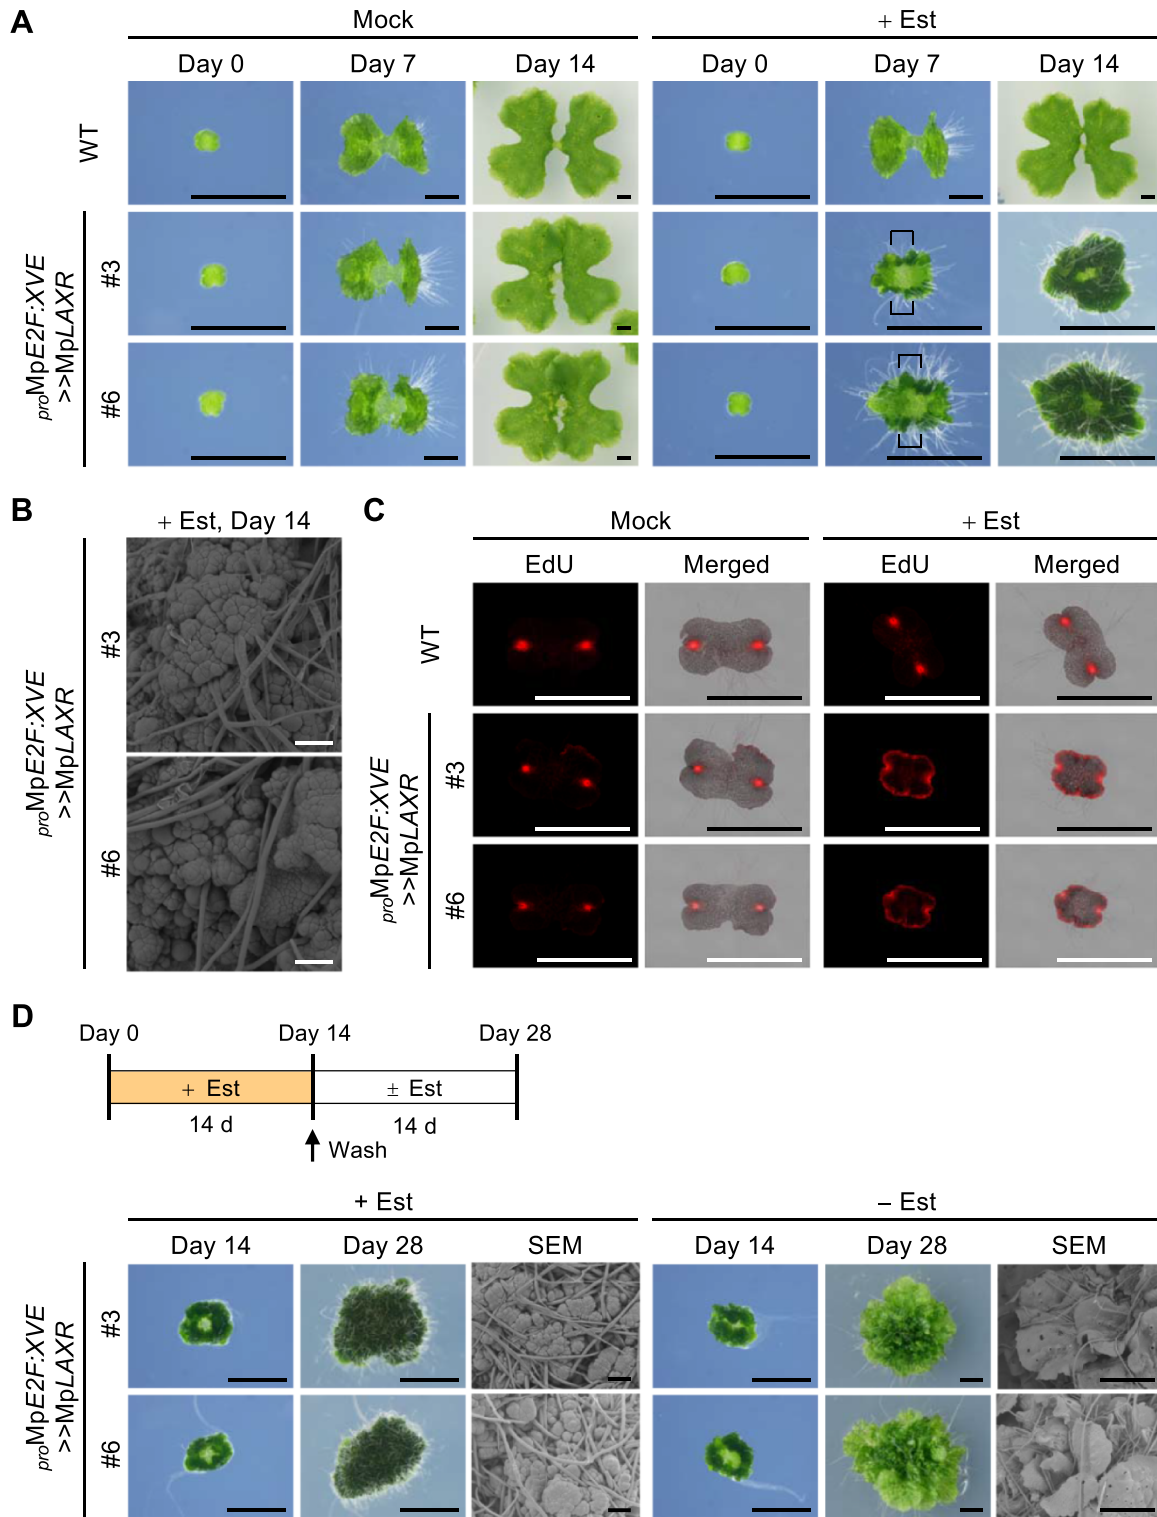 A
Mock
+ Est
Day 0
Day 7
Day 14
Day 0
Day 7
Day 14
WT
proMpE2F:XVE
>>MpLAXR
#3
#6
B
+ Est, Day 14
proMpE2F:XVE
>>MpLAXR
#3
#6
C
Mock
+ Est
EdU
Merged
EdU
Merged
WT
proMpE2F:XVE
>>MpLAXR
#3
#6
D
Day 0
Day 14
Day 28
+ Est
± Est
14 d
14 d
Wash
+ Est
– Est
Day 14
Day 28
SEM
Day 14
Day 28
SEM
proMpE2F:XVE
>>MpLAXR
#3
#6